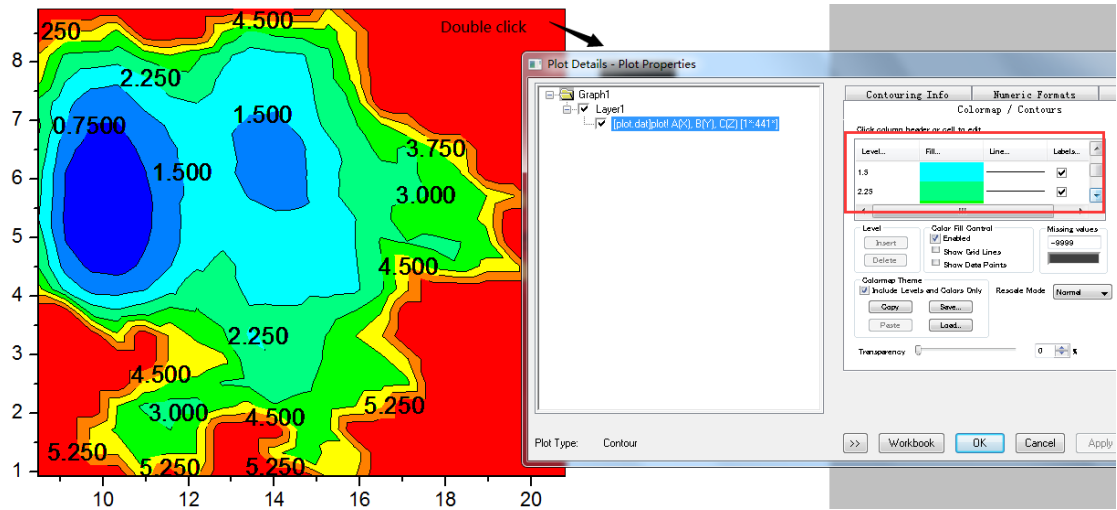 4.500
250
Double click
Plot Details - Plot Properties
8
2.250
Graph1
Layer1
[plot.dat]plot! A(X), B(Y), C(Z) [1*:441*]
Contouring Info
Numeric Formats
Colormap / Contours
Click column header or cell to edit
7
0.7500
1.500
3.750
Level...
Fill...
Line...
Labels...
1.5
2.25
6
1.500
3.000
5
4.500
Level
Insert
Delete
Color Fill Control
Enabled
Show Grid Lines
Show Data Points
Missing values
-9999
4
Colormap Theme
Include Levels and Colors Only
Rescale Mode
Normal
Copy
Save...
Paste
Load...
2.250
3
Transparency
0
%
4.500
2
3.000
4.500
5.250
5.250
5.250
5.250
1
Plot Type:
Contour
>>
Workbook
OK
Cancel
Apply
10
12
14
16
18
20